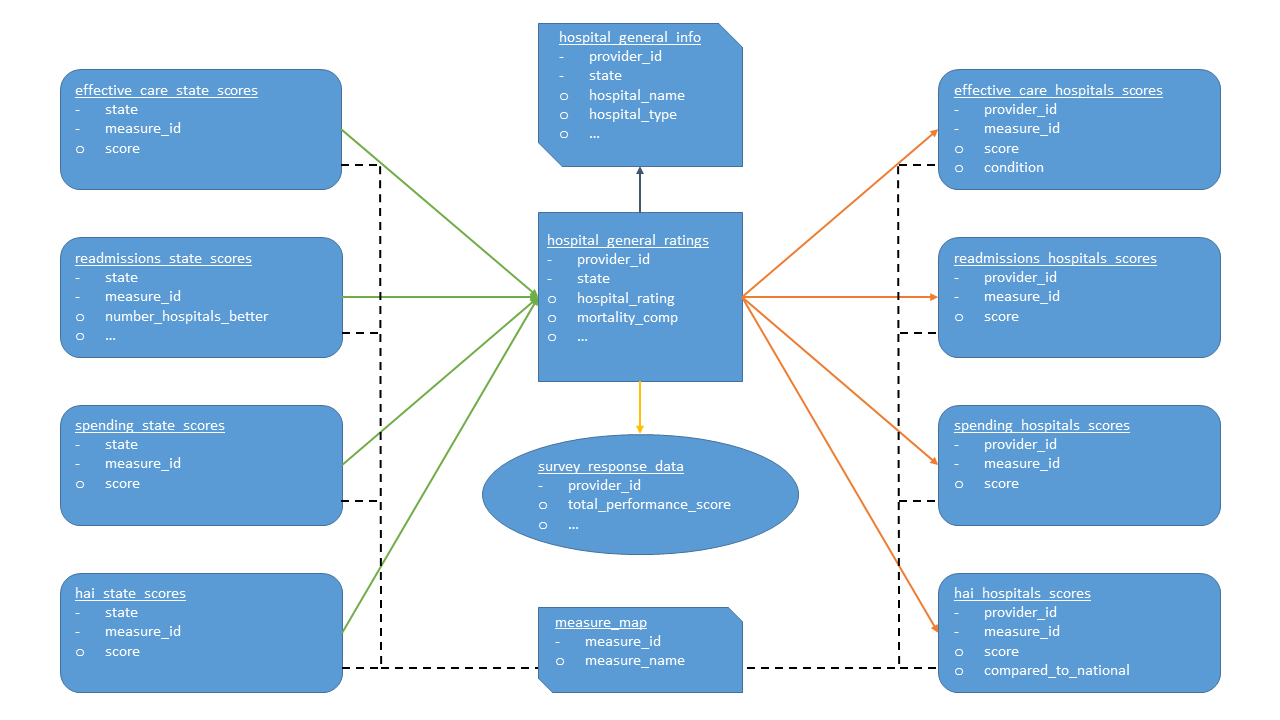 hospital_general_info
- provider_id
- state
o hospital_name
o hospital_type
o ...
effective_care_state_scores
- state
- measure_id
o score
effective_care_hospitals_scores
- provider_id
- measure_id
o score
o condition
hospital_general_ratings
- provider_id
- state
o hospital_rating
o mortality_comp
o ...
readmissions_state_scores
- state
- measure_id
o number_hospitals_better
o ...
readmissions_hospitals_scores
- provider_id
- measure_id
o score
spending_state_scores
- state
- measure_id
o score
survey_response_data
- provider_id
o total_performance_score
o ...
spending_hospitals_scores
- provider_id
- measure_id
o score
hai_state_scores
- state
- measure_id
o score
measure_map
- measure_id
o measure_name
hai_hospitals_scores
- provider_id
- measure_id
o score
o compared_to_national